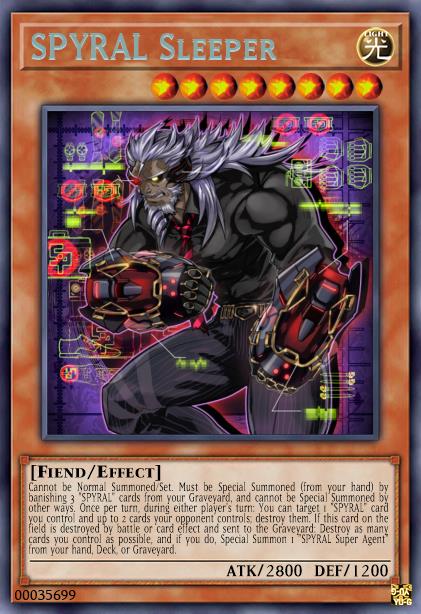 SPYRAL SLEEPER
LIGHT
光
[FIEND/EFFECT]
Cannot be Normal Summoned/Set. Must be Special Summoned (from your hand) by
banishing 3 "SPYRAL" cards from your Graveyard, and cannot be Special Summoned by
other ways. Once per turn, during either player's turn: You can target 1 "SPYRAL" card
you control and up to 2 cards your opponent controls; destroy them. If this card on the
field is destroyed by battle or card effect and sent to the Graveyard: Destroy as many
cards you control as possible, and if you do, Special Summon 1 "SPYRAL Super Agent"
from your hand, Deck, or Graveyard.
ATK/2800 DEF/1200
00035699